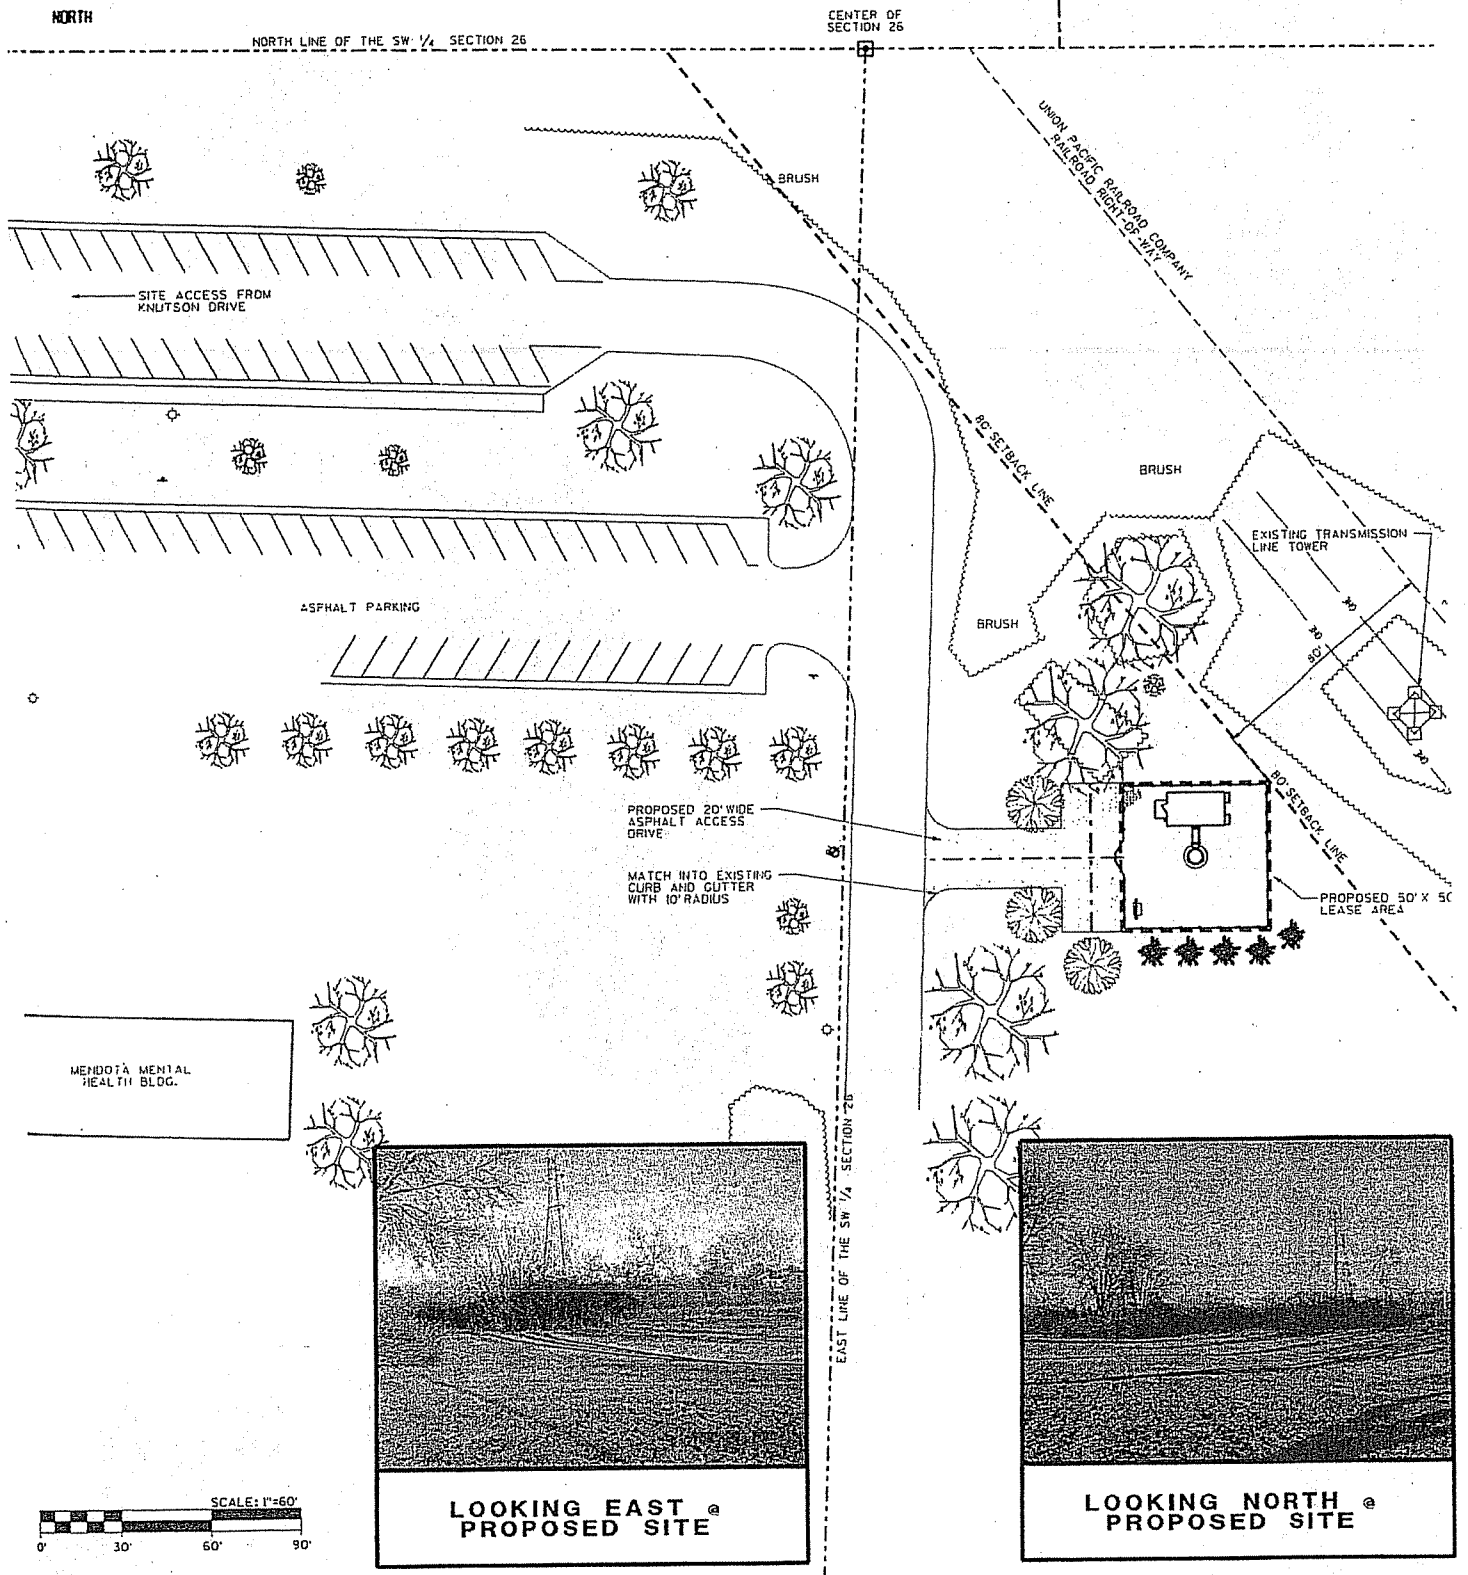 NORTH
CENTER OF
SECTION 26
NORTH LINE OF THE SW 1/4 SECTION 26
UNION PACIFIC RAILROAD COMPANY
RAILROAD RIGHT-OF-WAY
BRUSH
SITE ACCESS FROM
KNUTSON DRIVE
80' SETBACK LINE
BRUSH
EXISTING TRANSMISSION
LINE TOWER
ASPHALT PARKING
BRUSH
80'
80' SETBACK LINE
PROPOSED 20' WIDE
ASPHALT ACCESS
DRIVE
MATCH INTO EXISTING
CURB AND GUTTER
WITH 10' RADIUS
PROPOSED 50' X 50
LEASE AREA
MENDOTA MENTAL
HEALTH BLDG.
EAST LINE OF THE SW 1/4 SECTION 26
SCALE: 1"=60'
0' 30' 60' 90'
LOOKING EAST @
PROPOSED SITE
LOOKING NORTH @
PROPOSED SITE